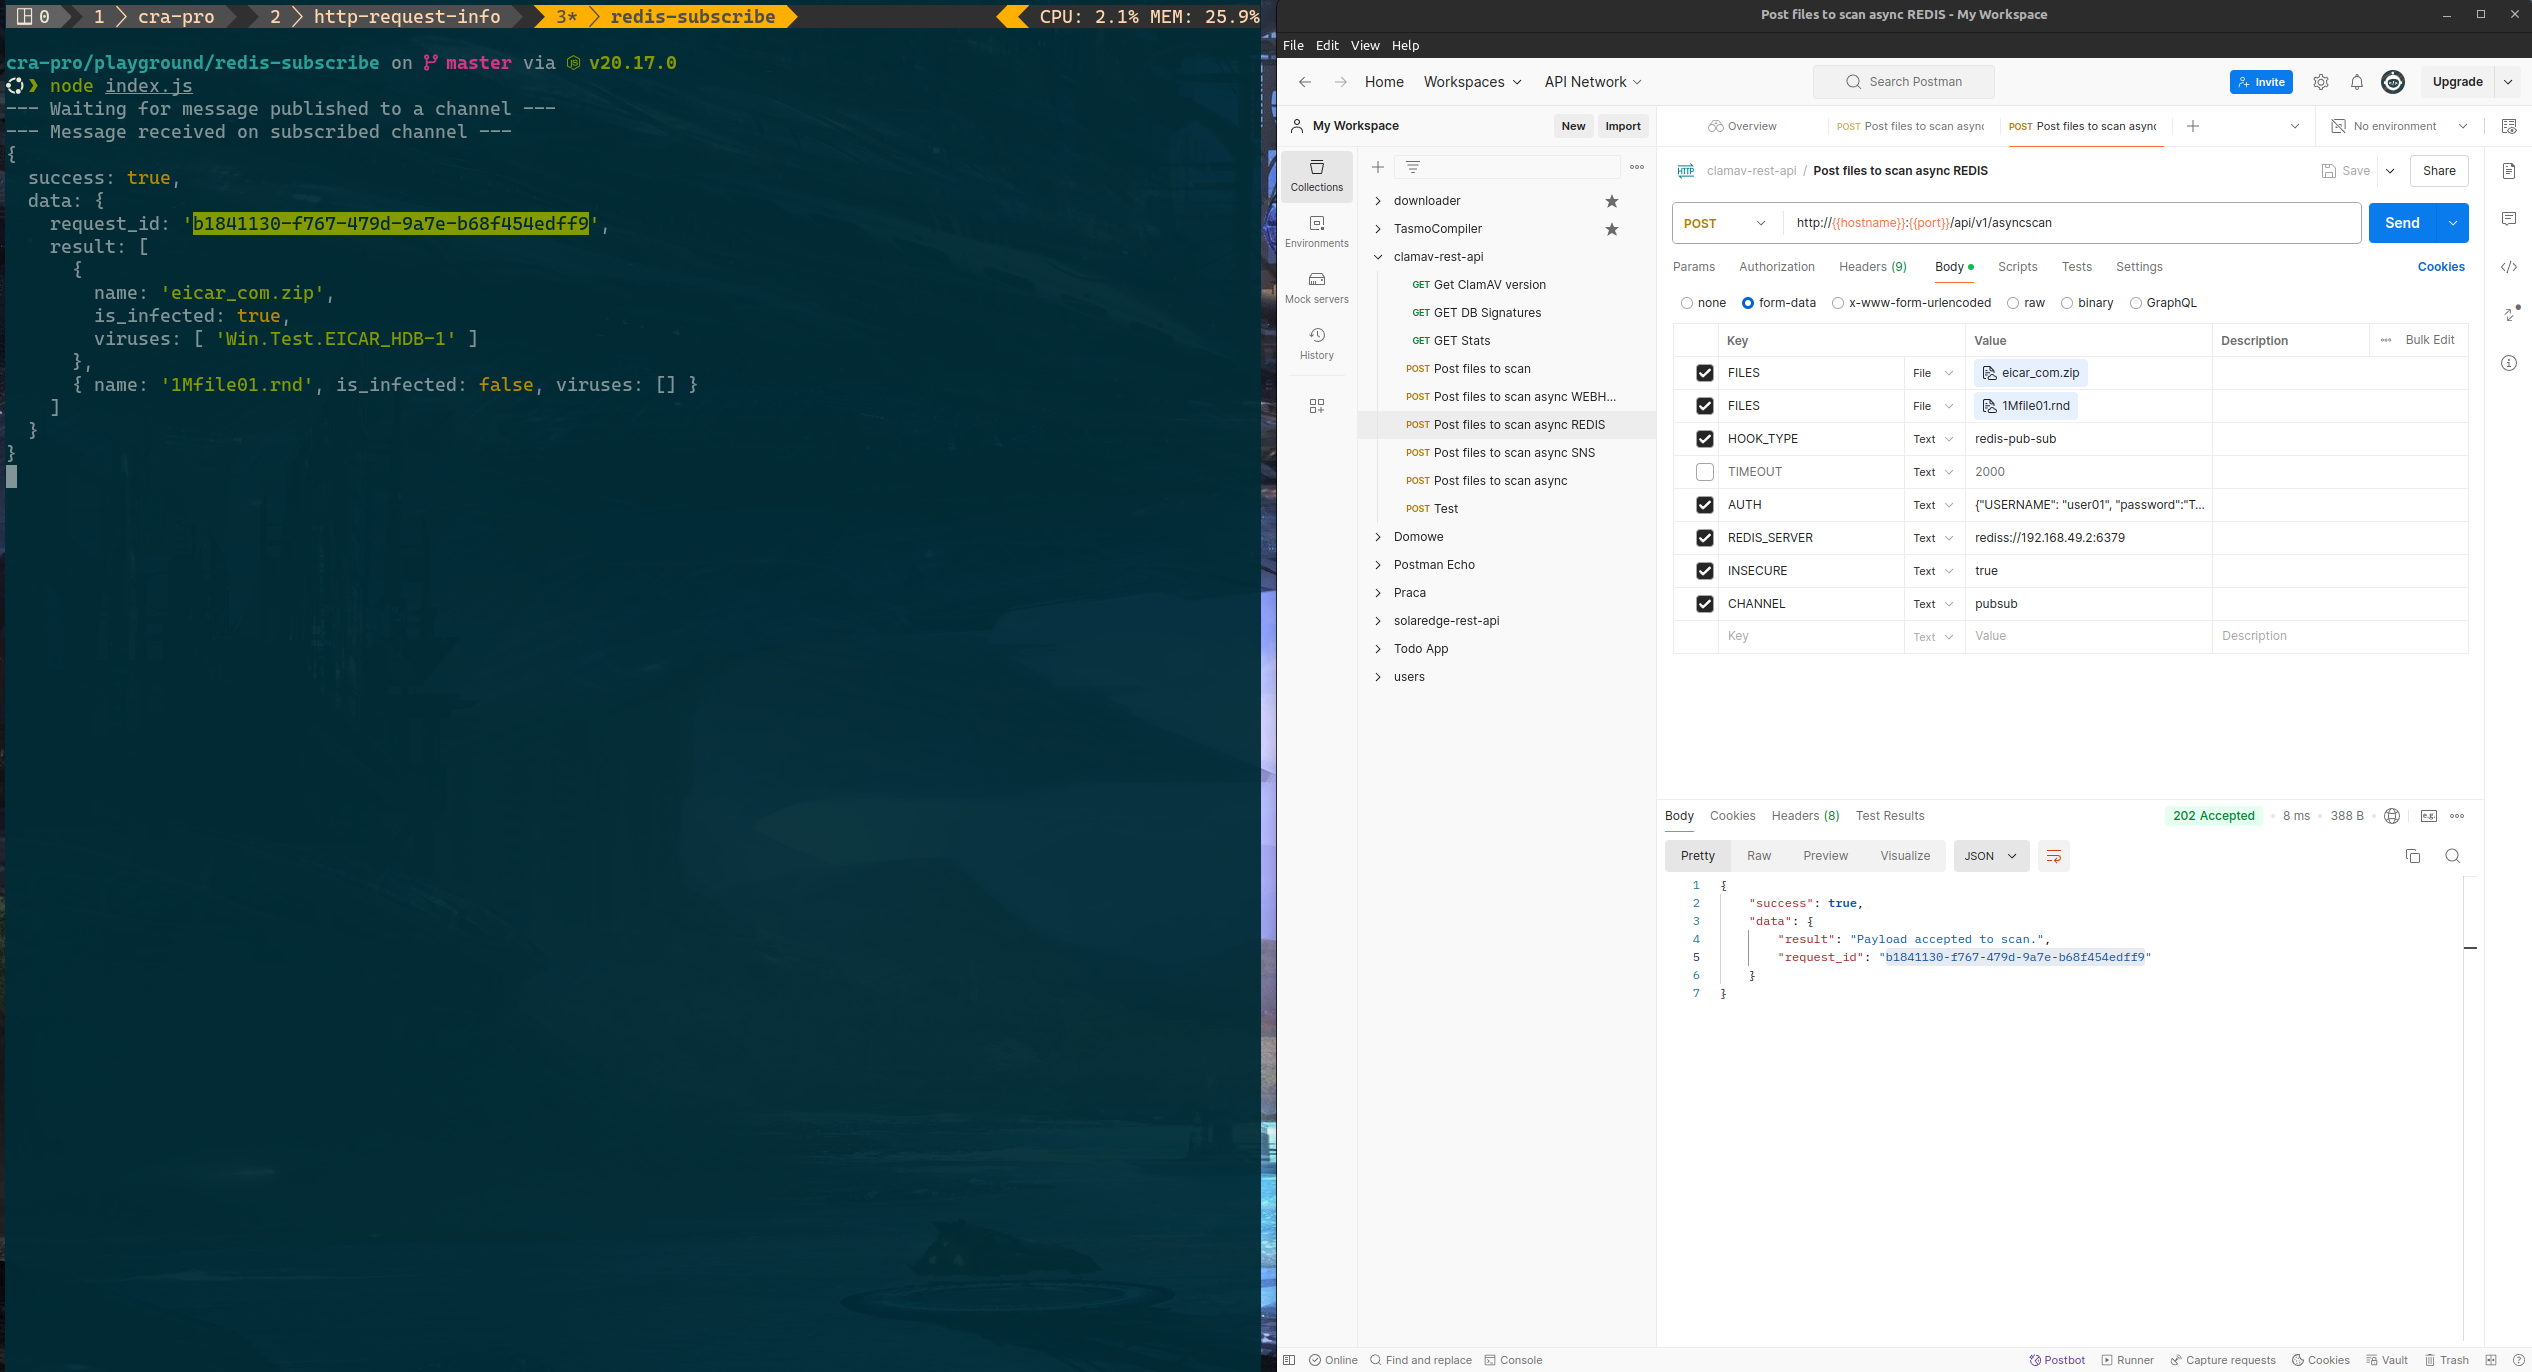 0 1 cra-pro 2 http-request-info 3* redis-subscribe CPU: 2.1% MEM: 25.9%
cra-pro/playground/redis-subscribe on master via v20.17.0
❯ node index.js
--- Waiting for message published to a channel ---
--- Message received on subscribed channel ---
{
success: true,
data: {
request_id: 'b1841130-f767-479d-9a7e-b68f454edff9',
result: [
{
name: 'eicar_com.zip',
is_infected: true,
viruses: [ 'Win.Test.EICAR_HDB-1' ]
},
{ name: '1Mfile01.rnd', is_infected: false, viruses: [] }
]
}
}
Post files to scan async REDIS - My Workspace
File Edit View Help
Home Workspaces API Network Search Postman Invite Upgrade
My Workspace New Import
Overview POST Post files to scan async POST Post files to scan async No environment
Collections
Environments
Mock servers
History
downloader
TasmoCompiler
clamav-rest-api
GET Get ClamAV version
GET GET DB Signatures
GET GET Stats
POST Post files to scan
POST Post files to scan async WEBH...
POST Post files to scan async REDIS
POST Post files to scan async SNS
POST Post files to scan async
POST Test
Domowe
Postman Echo
Praca
solaredge-rest-api
Todo App
users
HTTP clamav-rest-api / Post files to scan async REDIS Save Share
POST http://{{hostname}}:{{port}}/api/v1/asyncscan Send
Params Authorization Headers (9) Body Scripts Tests Settings Cookies
none form-data x-www-form-urlencoded raw binary GraphQL
Key Value Description Bulk Edit
FILES File eicar_com.zip
FILES File 1Mfile01.rnd
HOOK_TYPE Text redis-pub-sub
TIMEOUT Text 2000
AUTH Text {"USERNAME": "user01", "password":"T...
REDIS_SERVER Text rediss://192.168.49.2:6379
INSECURE Text true
CHANNEL Text pubsub
Key Text Value Description
Body Cookies Headers (8) Test Results 202 Accepted 8 ms 388 B e.g.
Pretty Raw Preview Visualize JSON
1 {
2 "success": true,
3 "data": {
4 "result": "Payload accepted to scan.",
5 "request_id": "b1841130-f767-479d-9a7e-b68f454edff9"
6 }
7 }
Online Find and replace Console Postbot Runner Capture requests Cookies Vault Trash